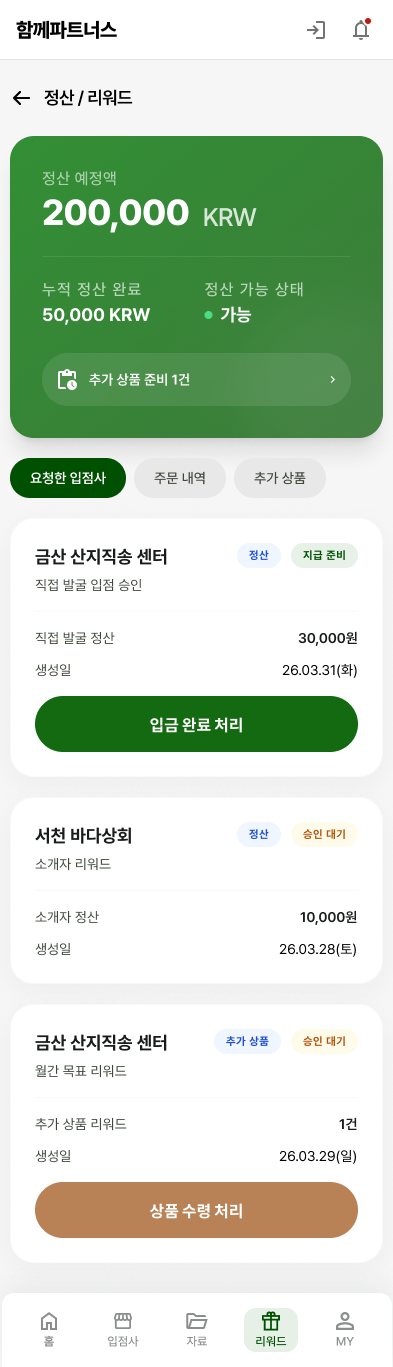 함께파트너스
정산 / 리워드
정산 예정액
200,000 KRW
누적 정산 완료 정산 가능 상태
50,000 KRW 가능
추가 상품 준비 1건
요청한 입점사 주문 내역 추가 상품
금산 산지직송 센터 정산 지급 준비
직접 발굴 입점 승인
직접 발굴 정산 30,000원
생성일 26.03.31(화)
입금 완료 처리
서천 바다상회 정산 승인 대기
소개자 리워드
소개자 정산 10,000원
생성일 26.03.28(토)
금산 산지직송 센터 추가 상품 승인 대기
월간 목표 리워드
추가 상품 리워드 1건
생성일 26.03.29(일)
상품 수령 처리
홈 입점사 자료 리워드 MY